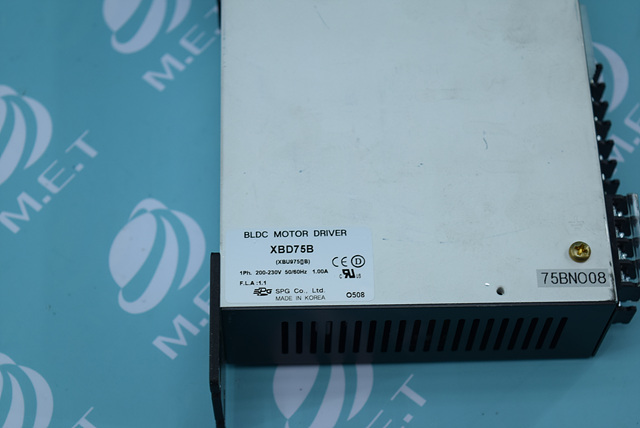 M.E.T
M.E.T
M.E.T
M.E.T
M.E.T
BLDC MOTOR DRIVER
XBD75B
1Ph. 200-230V 50/60Hz 1.00A
F.L.A:1.1
SPG Co., Ltd.
MADE IN KOREA
O508
75BNO08